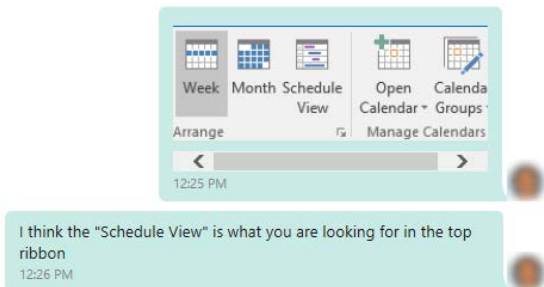 Week Month Schedule View Open Calendar Calenda Groups
Arrange Manage Calendars
12:25 PM
I think the "Schedule View" is what you are looking for in the top
ribbon
12:26 PM